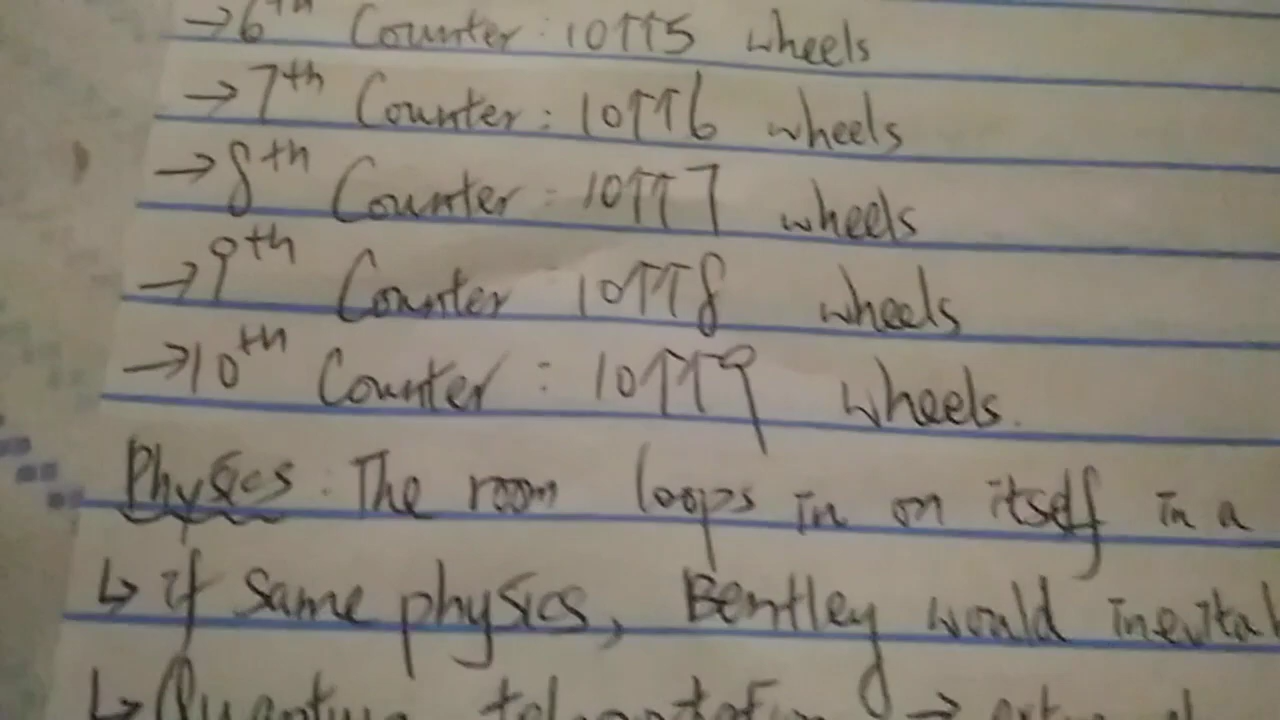 →6th Counter: 10↑↑5 wheels
→7th Counter: 10↑↑6 wheels
→8th Counter: 10↑↑7 wheels
→9th Counter 10↑↑8 wheels
→10th Counter: 10↑↑9 wheels.
Physics: The room loops in on itself in a
↳ if same physics, Bentley would inevital
↳ Quantum